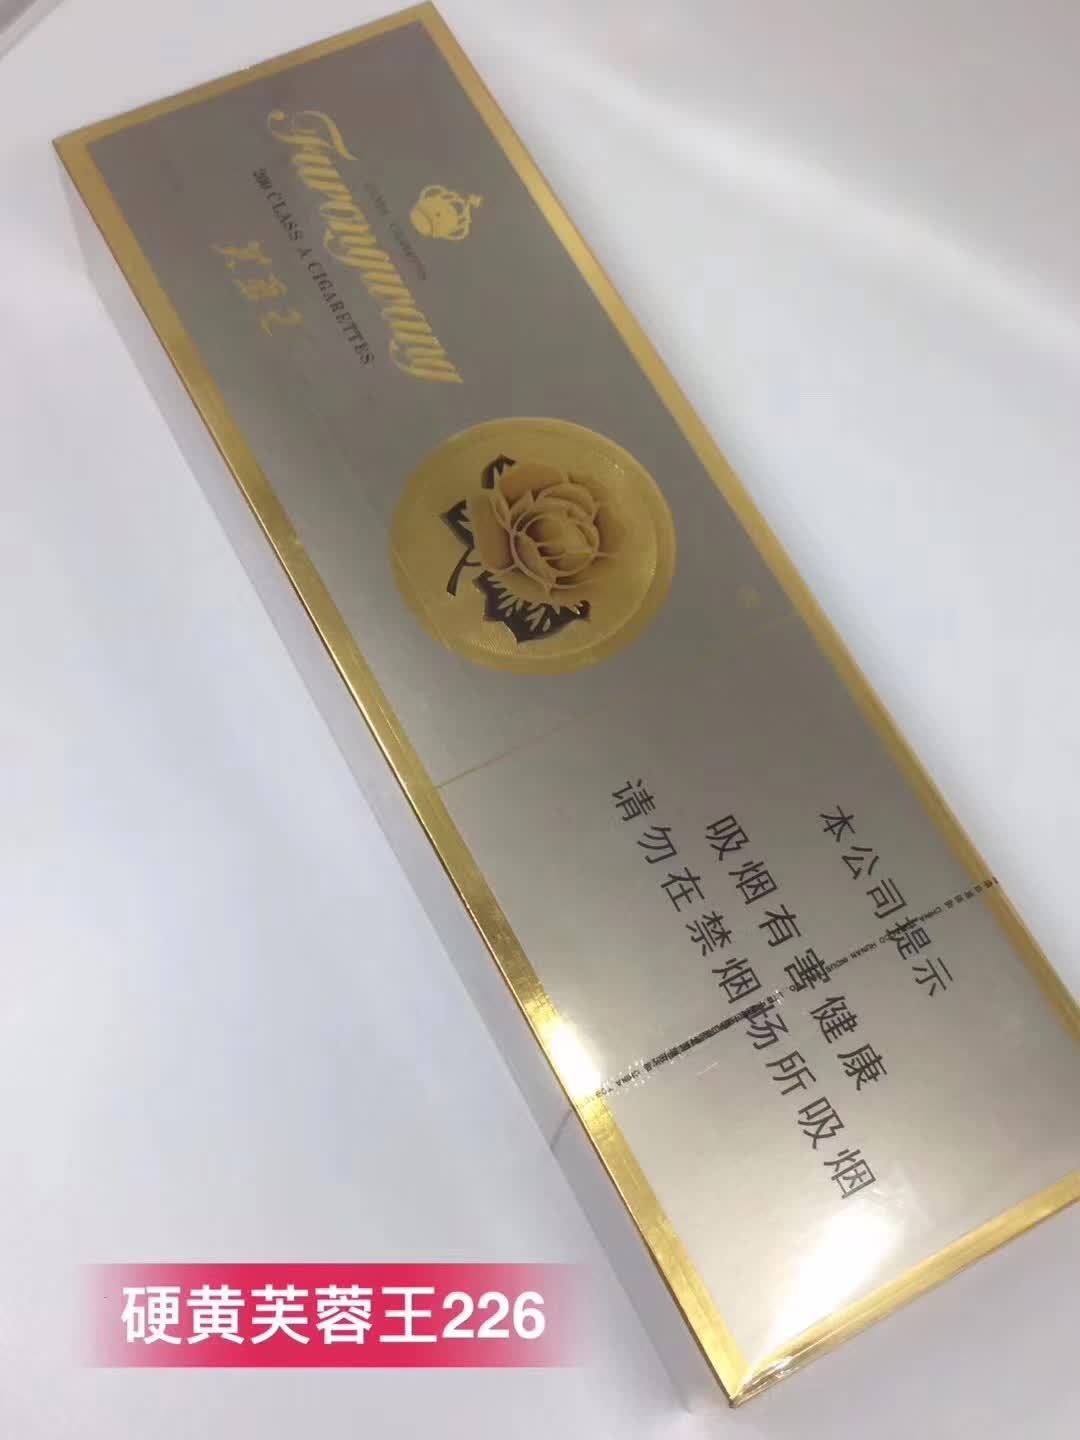 Furongwang
200 CLASS A CIGARETTES
芙蓉王
本公司提示
吸烟有害健康
请勿在禁烟场所吸烟
硬黄芙蓉王226